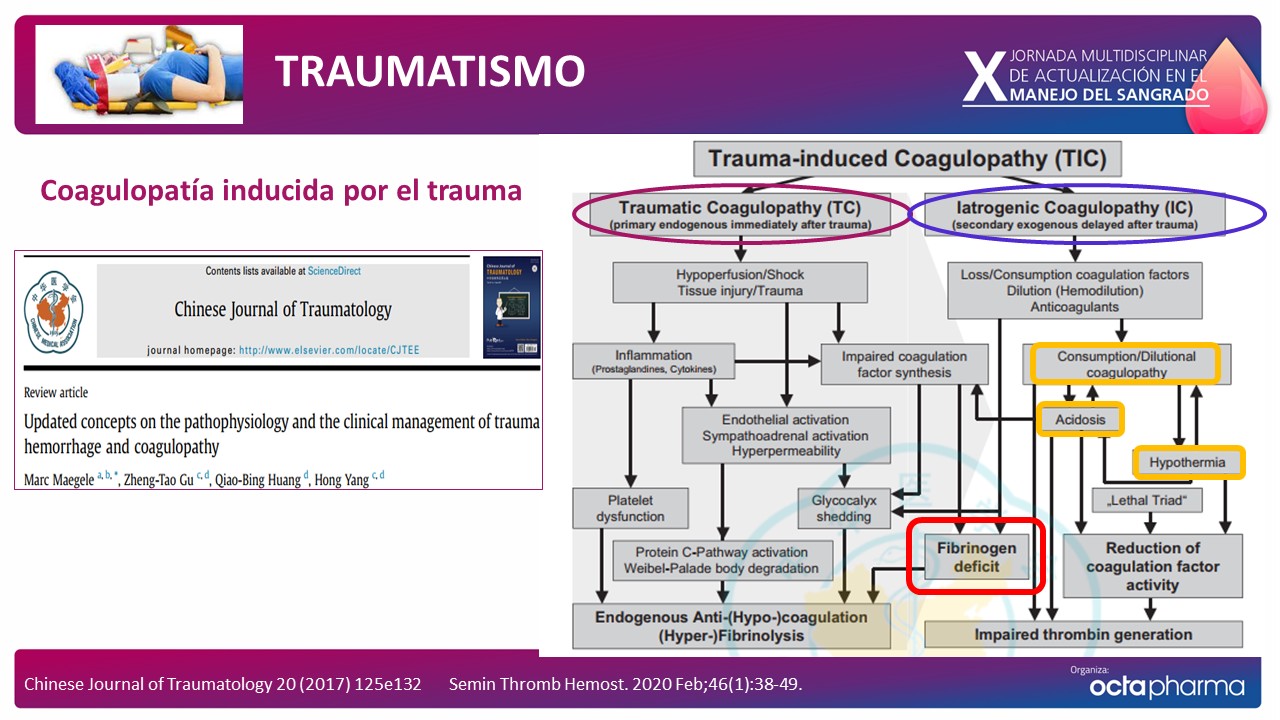 TRAUMATISMO
X JORNADA MULTIDISCIPLINAR
DE ACTUALIZACIÓN EN EL
MANEJO DEL SANGRADO
Coagulopatía inducida por el trauma
Contents lists available at ScienceDirect
Chinese Journal of Traumatology
journal homepage: http://www.elsevier.com/locate/CJTEE
TRAUMATOLOGY
Review article
Updated concepts on the pathophysiology and the clinical management of trauma
hemorrhage and coagulopathy
Marc Maegele a, b, *, Zheng-Tao Gu c, d, Qiao-Bing Huang d, Hong Yang c, d
Trauma-induced Coagulopathy (TIC)
Traumatic Coagulopathy (TC)
(primary endogenous immediately after trauma)
Iatrogenic Coagulopathy (IC)
(secondary exogenous delayed after trauma)
Hypoperfusion/Shock
Tissue injury/Trauma
Loss/Consumption coagulation factors
Dilution (Hemodilution)
Anticoagulants
Inflammation
(Prostaglandines, Cytokines)
Impaired coagulation
factor synthesis
Consumption/Dilutional
coagulopathy
Endothelial activation
Sympathoadrenal activation
Hyperpermeability
Acidosis
Hypothermia
Platelet
dysfunction
Glycocalyx
shedding
„Lethal Triad“
Protein C-Pathway activation
Weibel-Palade body degradation
Fibrinogen
deficit
Reduction of
coagulation factor
activity
Endogenous Anti-(Hypo-)coagulation
(Hyper-)Fibrinolysis
Impaired thrombin generation
Chinese Journal of Traumatology 20 (2017) 125e132 Semin Thromb Hemost. 2020 Feb;46(1):38-49.
Organiza:
octapharma